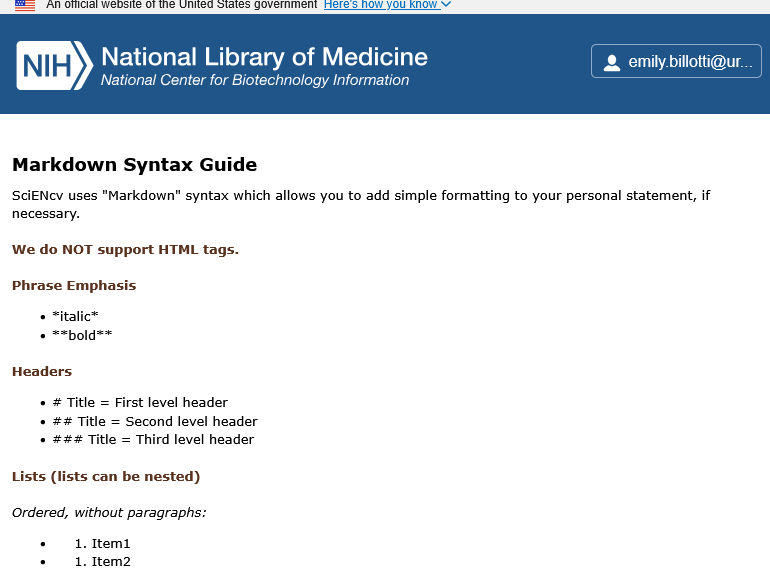 An official website of the United States government Here's how you know
NIH National Library of Medicine
National Center for Biotechnology Information
emily.billotti@ur...
Markdown Syntax Guide
SciENcv uses "Markdown" syntax which allows you to add simple formatting to your personal statement, if
necessary.
We do NOT support HTML tags.
Phrase Emphasis
• *italic*
• **bold**
Headers
• # Title = First level header
• ## Title = Second level header
• ### Title = Third level header
Lists (lists can be nested)
Ordered, without paragraphs:
• 1. Item1
• 1. Item2